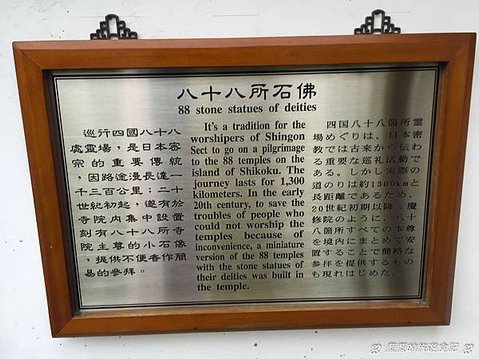 八十八所石佛
88 stone statues of deities
巡行四國八十八
處靈場，是日本密
宗的重要傳統
，因路途漫長達一
千三百公里；二十
世紀初起，遂有於
寺院內集中設置
刻有八十八所寺
院主尊的小石像
，提供不便者作簡
易的參拜。
It's a tradition for the
worshipers of Shingon
Sect to go on a pilgrimage
to the 88 temples on the
island of Shikoku. The
journey lasts for 1,300
kilometers. In the early
20th century, to save the
troubles of people who
could not worship the
temples because of
inconvenience, a miniature
version of the 88 temples
with the stone statues of
their deities was built in
the temple.
四国八十八箇所霊
場めぐりは、日本密
教では古来から伝わ
る重要な巡礼活動で
ある。しかし実際の
道のりは約1300kmと
長距離であるため、
20世紀初期以降、慶
修院のように、八十
八箇所すべての本尊
を境内にまとめて安
置することで簡略な
参拝を提供するもの
も現れはじめた。